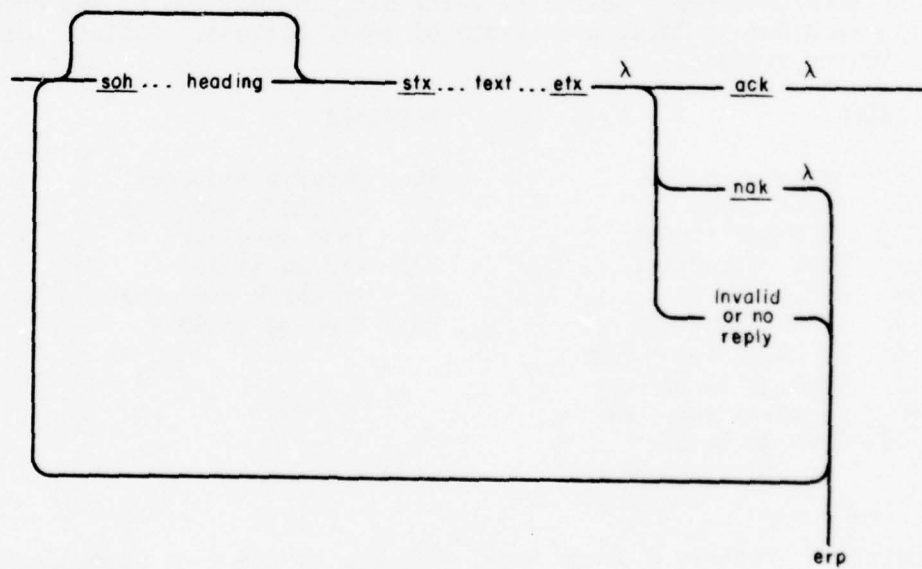 soh ... heading stx ... text ... etx λ ack λ
nak λ
Invalid
or no
reply
erp